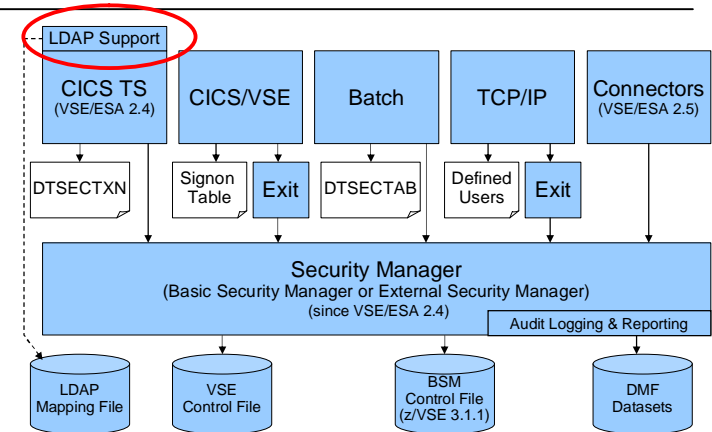 LDAP Support
CICS TS
(VSE/ESA 2.4)
CICS/VSE
Batch
TCP/IP
Connectors
(VSE/ESA 2.5)
DTSECTXN
Signon
Table
Exit
DTSECTAB
Defined
Users
Exit
Security Manager
(Basic Security Manager or External Security Manager)
(since VSE/ESA 2.4)
Audit Logging & Reporting
LDAP
Mapping File
VSE
Control File
BSM
Control File
(z/VSE 3.1.1)
DMF
Datasets